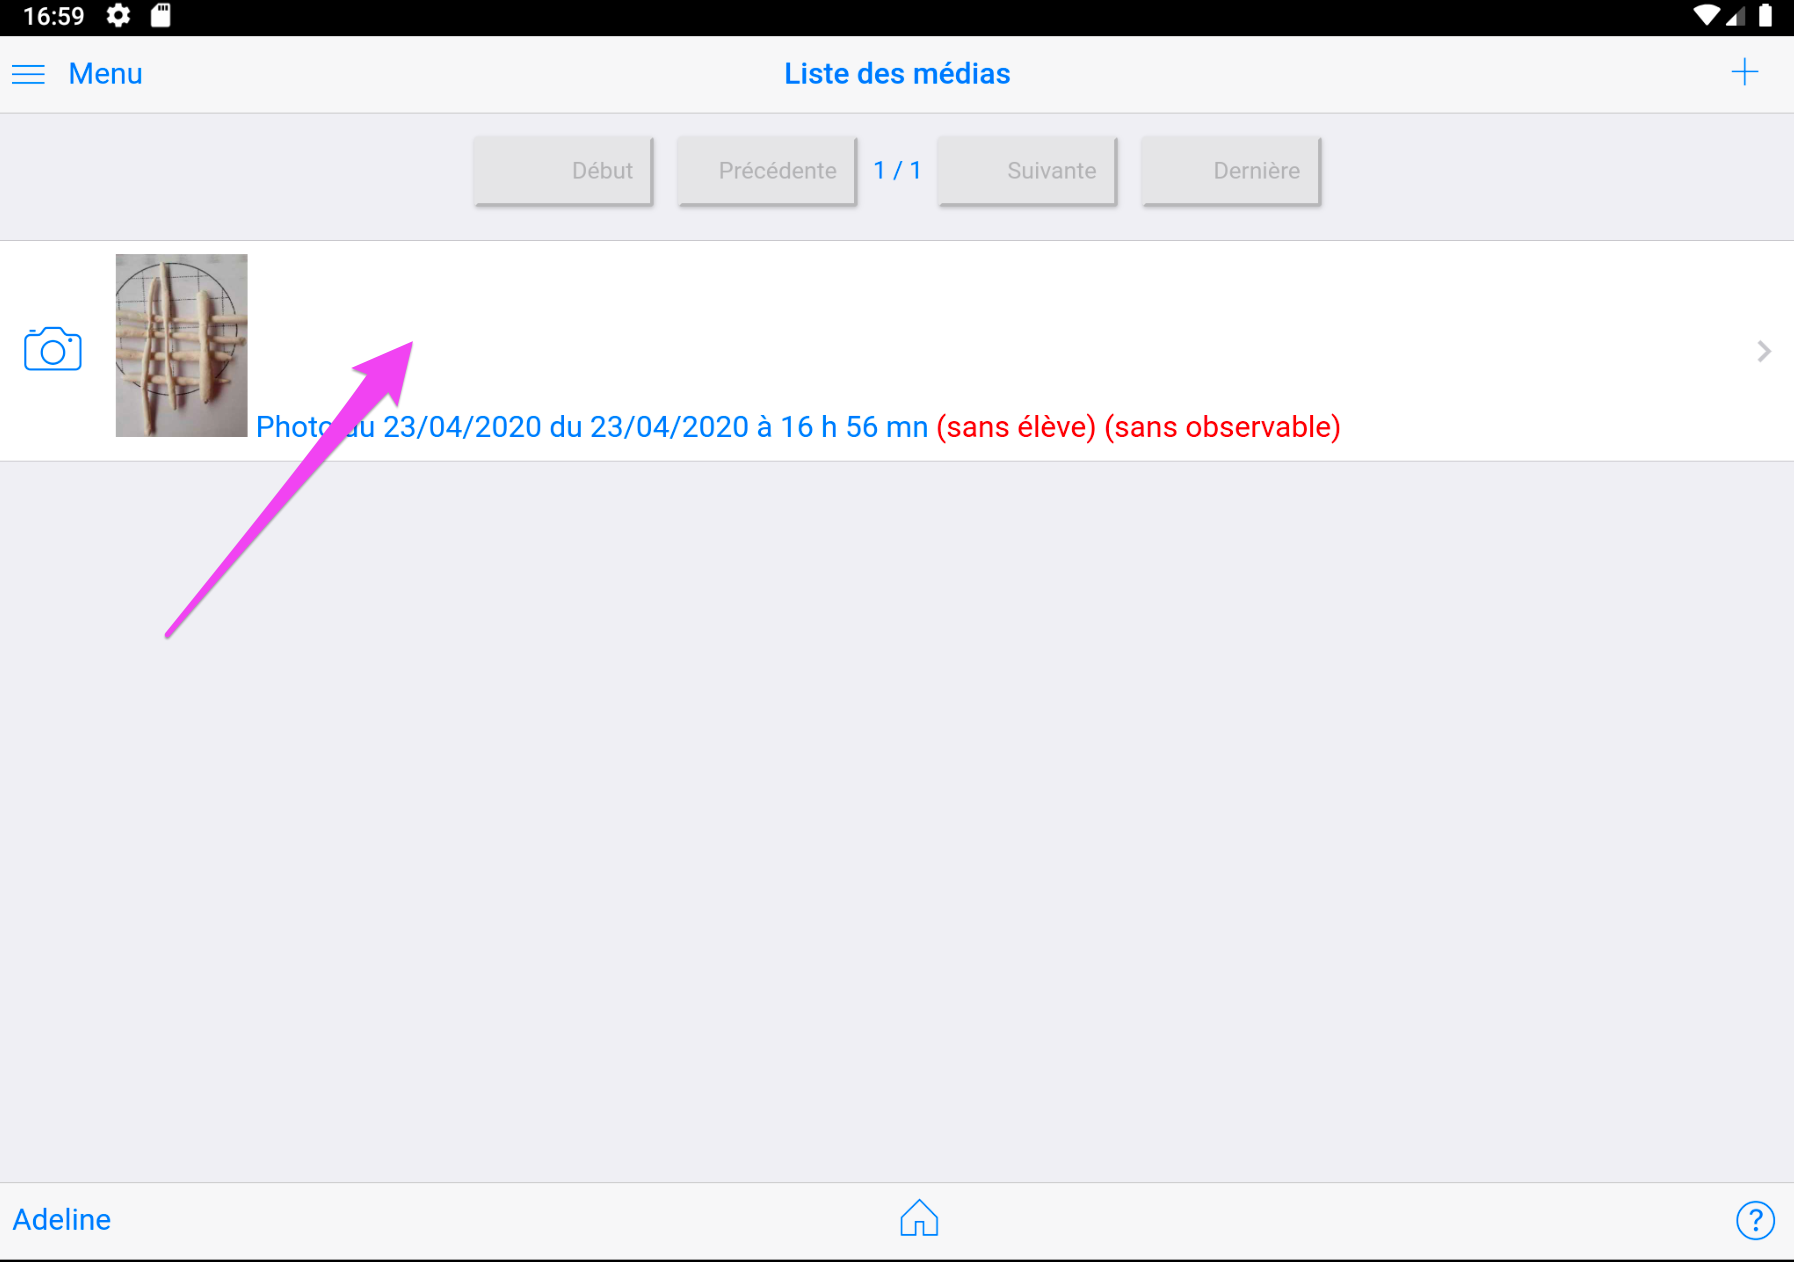 16:59
Menu
Liste des médias
Début
Précédente
1 / 1
Suivante
Dernière
Photo du 23/04/2020 du 23/04/2020 à 16 h 56 mn (sans élève) (sans observable)
Adeline
?